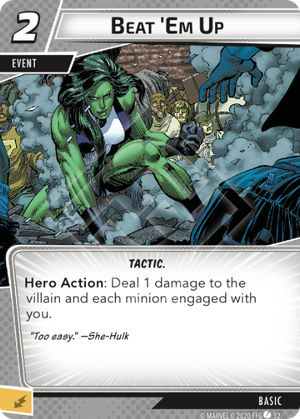 2
BEAT 'EM UP
EVENT
TACTIC.
Hero Action: Deal 1 damage to the
villain and each minion engaged with
you.
"Too easy." —She-Hulk
BASIC
© MARVEL © 2020 FFG 32